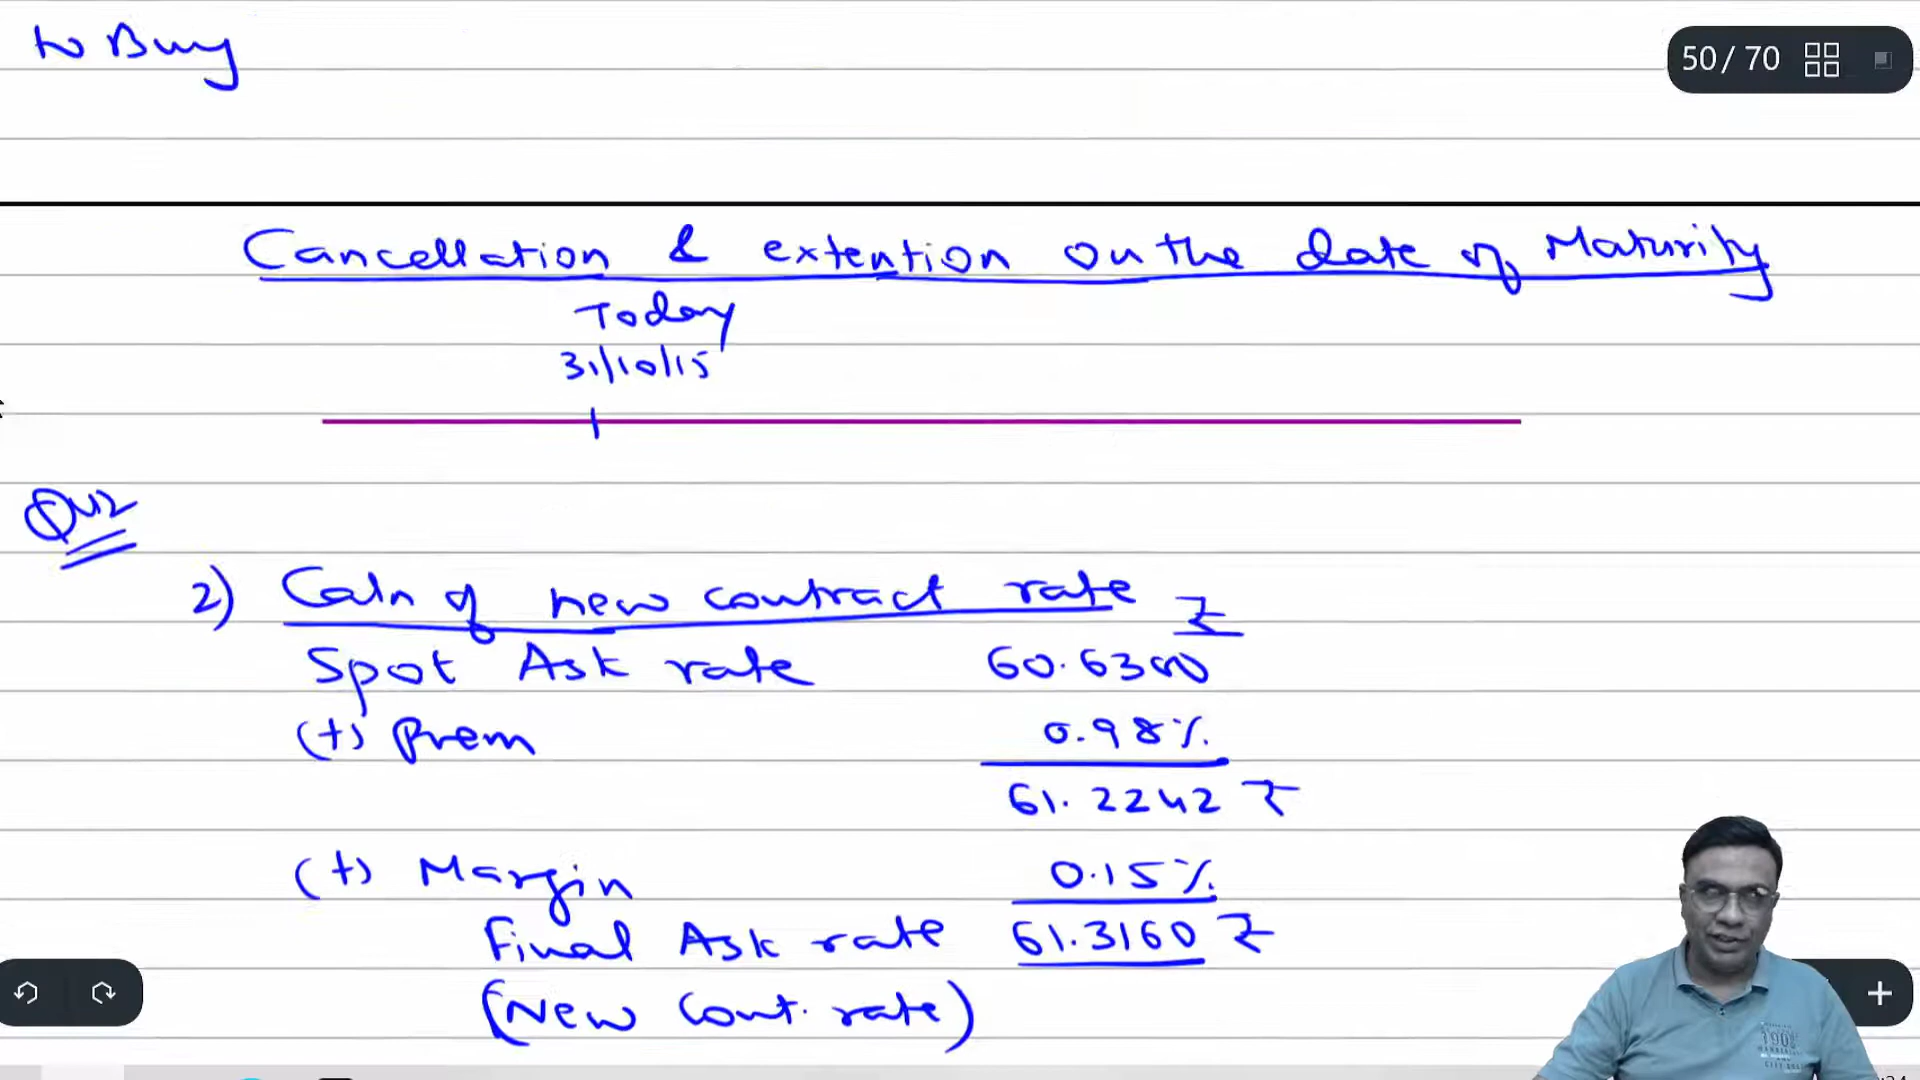 to Buy
50 / 70
Cancellation & extention on the date of Maturity
Today
31/10/15
Q42
2) Caln of new contract rate ₹
Spot Ask rate 60.6300
(+) Prem 0.98%
61.2242 ₹
(+) Margin 0.15%
Final Ask rate 61.3160 ₹
(New Cont. rate)